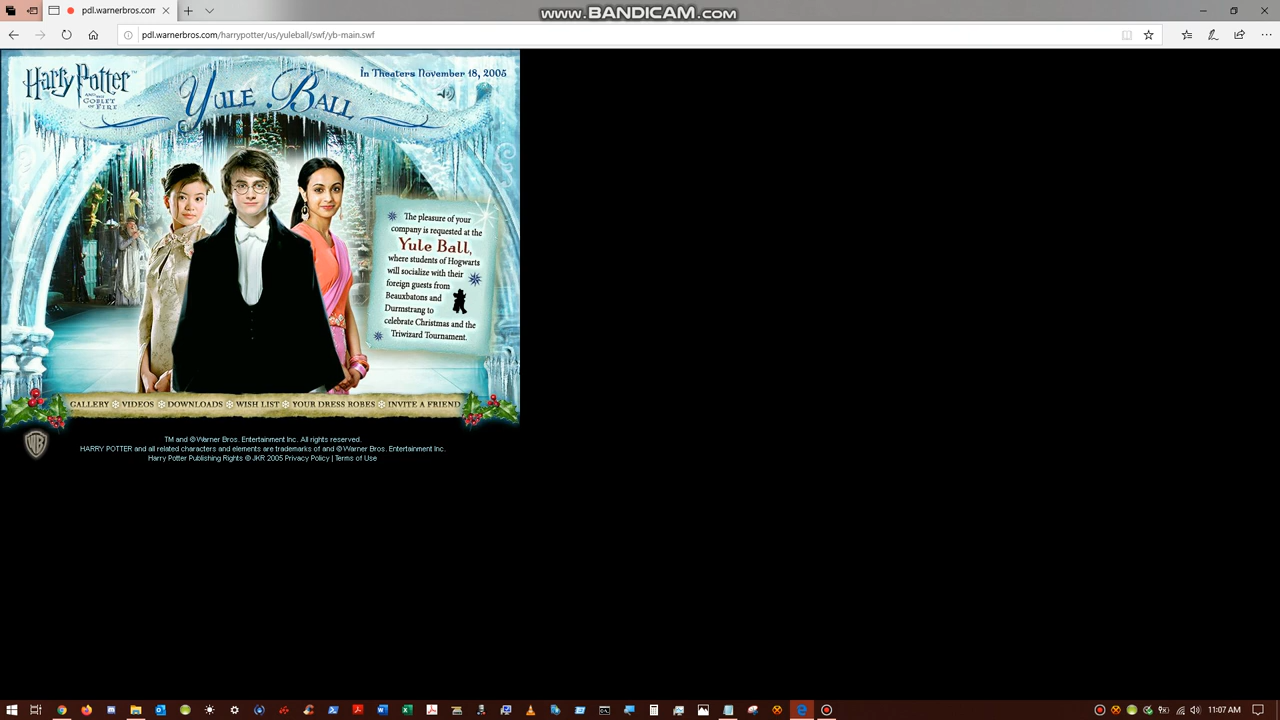 pdl.warnerbros.com
www.BANDICAM.com
pdl.warnerbros.com/harrypotter/us/yuleball/swf/yb-main.swf
Harry Potter
AND THE
GOBLET
OF FIRE
YULE BALL
In Theaters November 18, 2005
The pleasure of your
company is requested at the
Yule Ball,
where students of Hogwarts
will socialize with their
foreign guests from
Beauxbatons and
Durmstrang to
celebrate Christmas and the
Triwizard Tournament.
GALLERY VIDEOS DOWNLOADS WISH LIST YOUR DRESS ROBES INVITE A FRIEND
WB
TM and © Warner Bros. Entertainment Inc. All rights reserved.
HARRY POTTER and all related characters and elements are trademarks of and © Warner Bros. Entertainment Inc.
Harry Potter Publishing Rights © JKR 2005 Privacy Policy | Terms of Use
11:07 AM